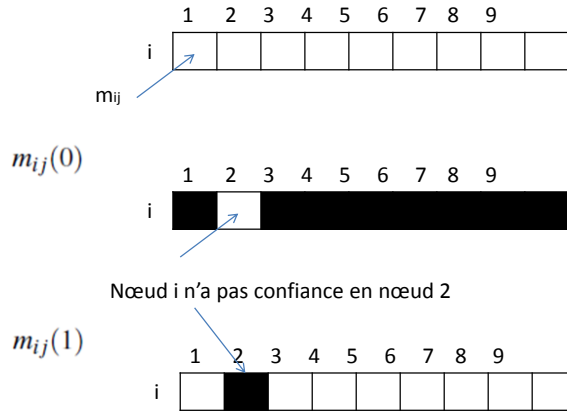 1 2 3 4 5 6 7 8 9
i
mij
mij(0)
1 2 3 4 5 6 7 8 9
i
Nœud i n’a pas confiance en nœud 2
mij(1)
1 2 3 4 5 6 7 8 9
i